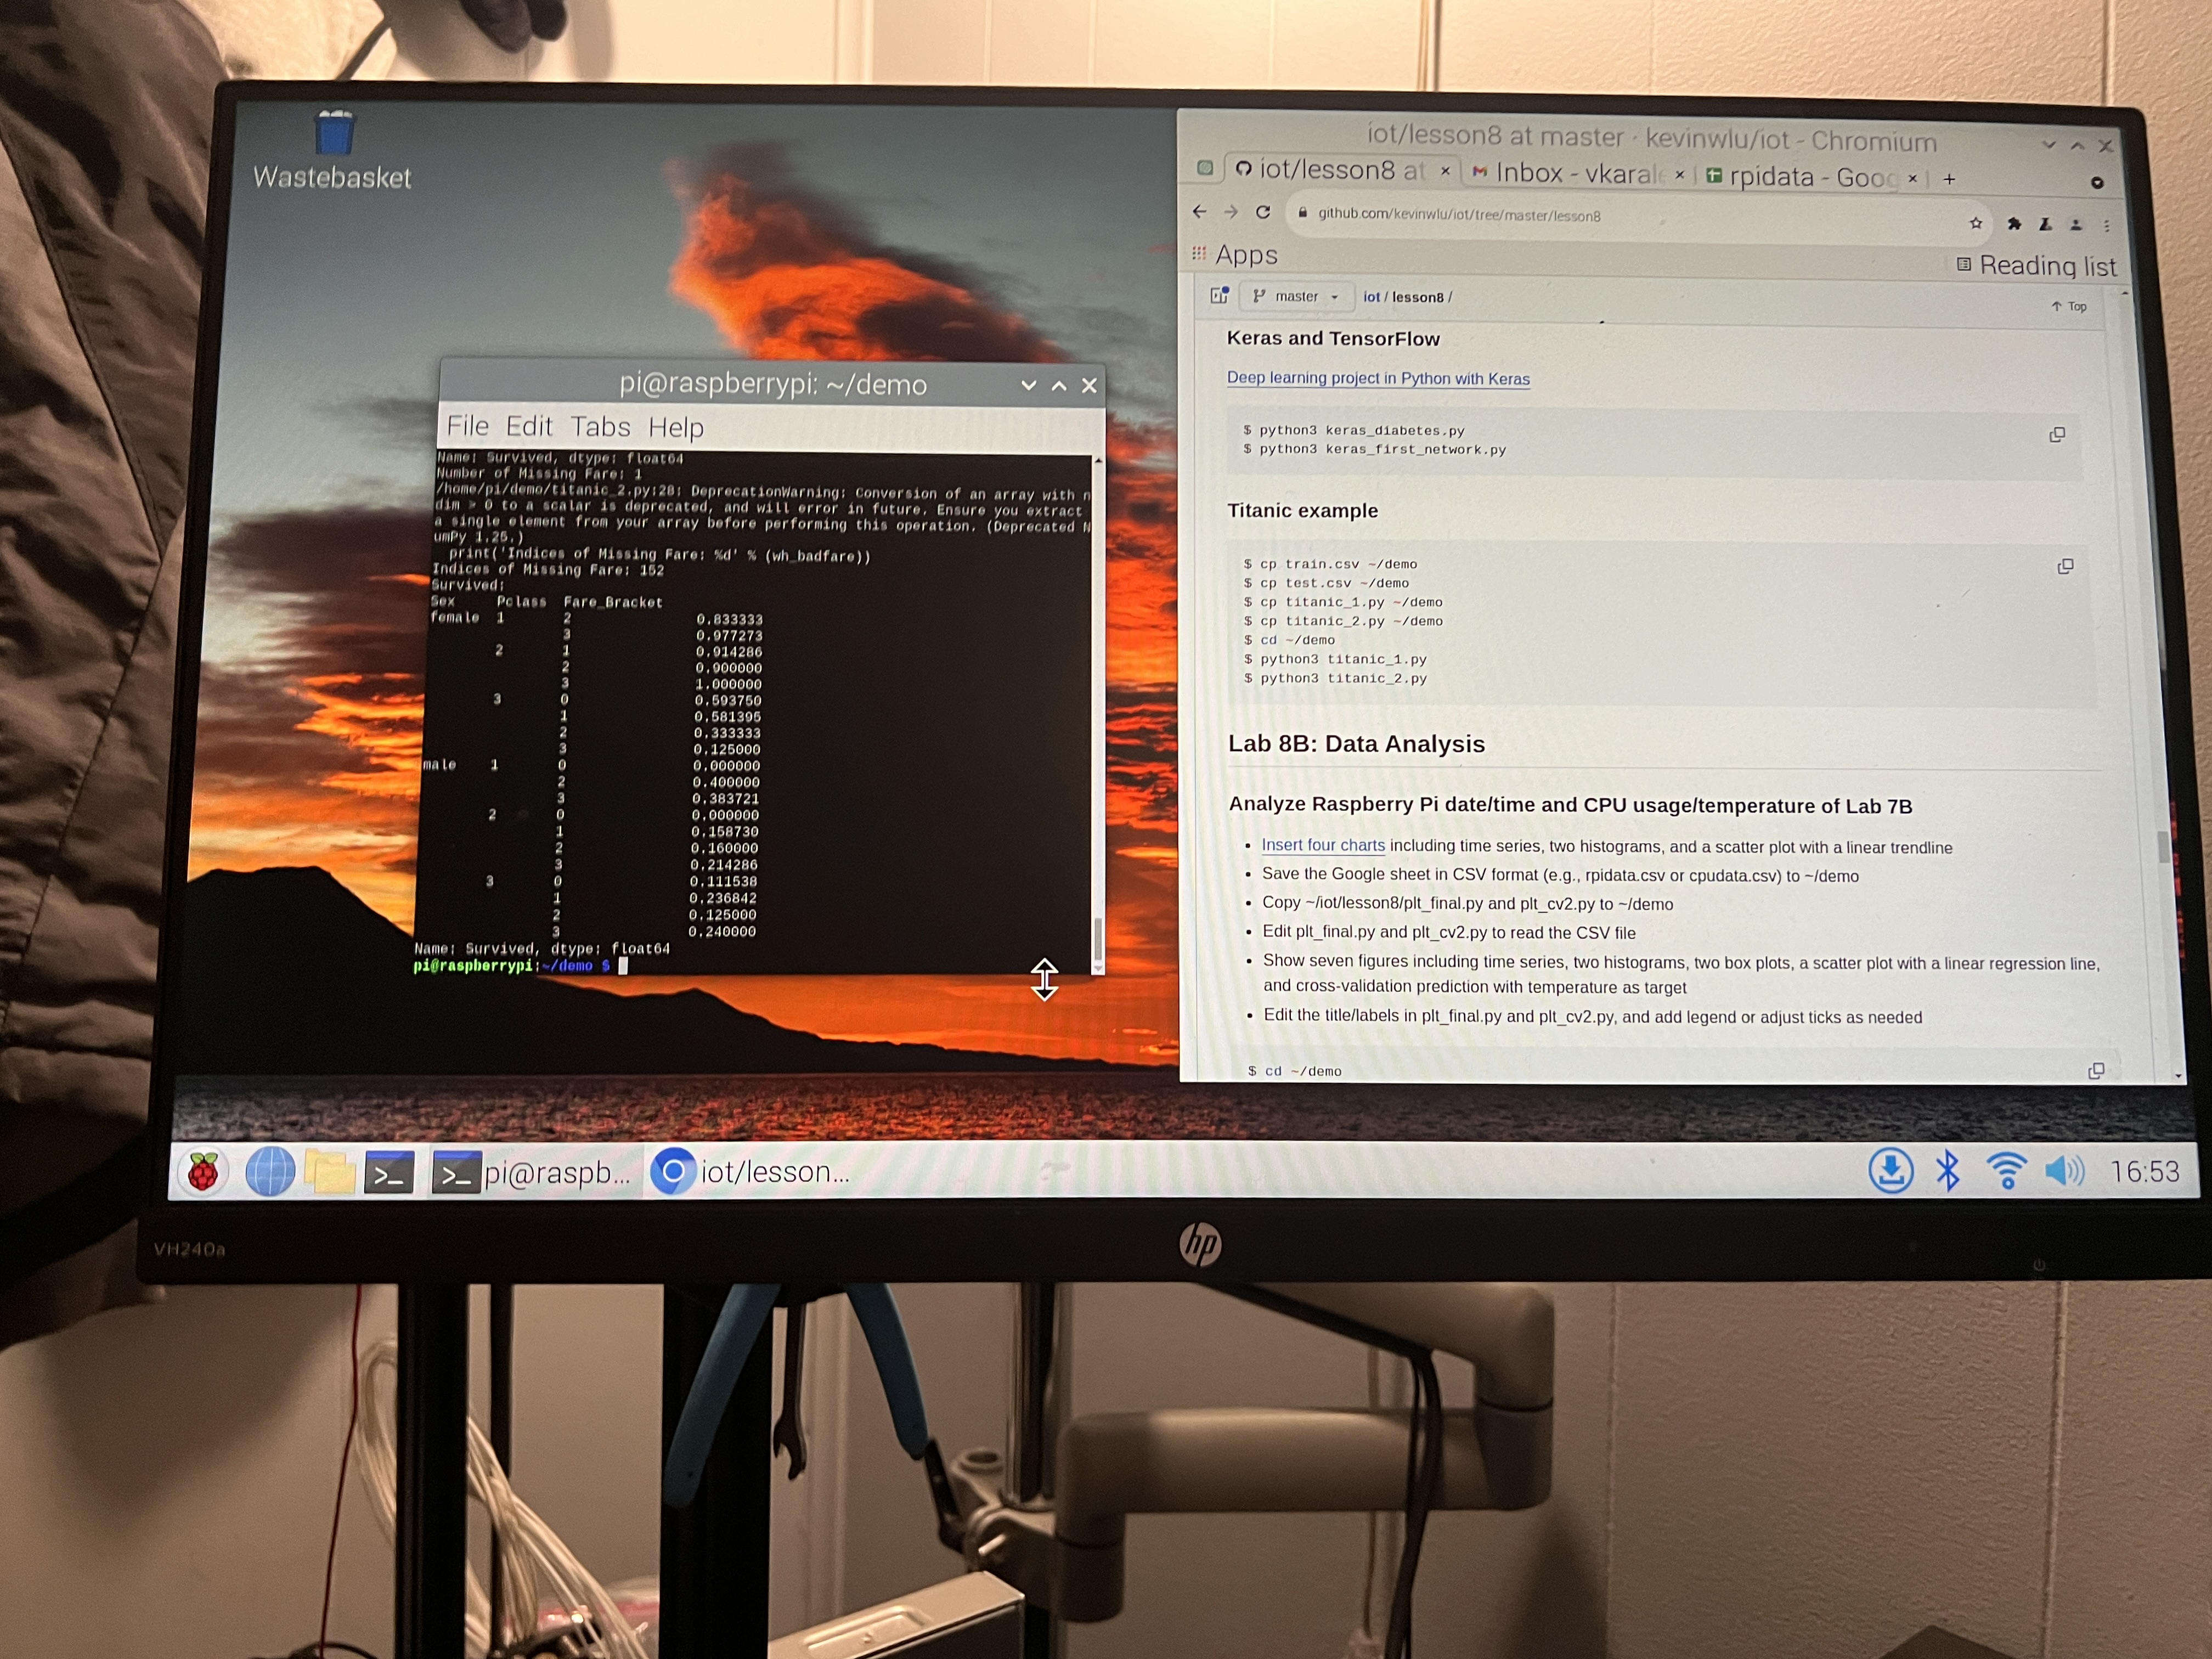 Wastebasket
pi@raspberrypi: ~/demo
File Edit Tabs Help
Name: Survived, dtype: float64
Number of Missing Fare: 1
/home/pi/demo/titanic_2.py:28: DeprecationWarning: Conversion of an array with n
dim > 0 to a scalar is deprecated, and will error in future. Ensure you extract
a single element from your array before performing this operation. (Deprecated N
umPy 1.25.)
print('Indices of Missing Fare: %d' % (wh_badfare))
Indices of Missing Fare: 152
Survived:
Sex Pclass Fare_Bracket
female 1 2 0.833333
3 0.977273
2 1 0.914286
2 0.900000
3 1.000000
3 0 0.593750
1 0.581395
2 0.333333
3 0.125000
male 1 0 0.000000
2 0.400000
3 0.383721
2 0 0.000000
1 0.158730
2 0.160000
3 0.214286
3 0 0.111538
1 0.236842
2 0.125000
3 0.240000
Name: Survived, dtype: float64
pi@raspberrypi:~/demo $
iot/lesson8 at master · kevinwlu/iot - Chromium
iot/lesson8 at
Inbox - vkarale
rpidata - Goog
github.com/kevinwlu/iot/tree/master/lesson8
Apps
Reading list
master
iot / lesson8 /
Top
Keras and TensorFlow
Deep learning project in Python with Keras
$ python3 keras_diabetes.py
$ python3 keras_first_network.py
Titanic example
$ cp train.csv ~/demo
$ cp test.csv ~/demo
$ cp titanic_1.py ~/demo
$ cp titanic_2.py ~/demo
$ cd ~/demo
$ python3 titanic_1.py
$ python3 titanic_2.py
Lab 8B: Data Analysis
Analyze Raspberry Pi date/time and CPU usage/temperature of Lab 7B
• Insert four charts including time series, two histograms, and a scatter plot with a linear trendline
• Save the Google sheet in CSV format (e.g., rpidata.csv or cpudata.csv) to ~/demo
• Copy ~/iot/lesson8/plt_final.py and plt_cv2.py to ~/demo
• Edit plt_final.py and plt_cv2.py to read the CSV file
• Show seven figures including time series, two histograms, two box plots, a scatter plot with a linear regression line,
and cross-validation prediction with temperature as target
• Edit the title/labels in plt_final.py and plt_cv2.py, and add legend or adjust ticks as needed
$ cd ~/demo
pi@raspb...
iot/lesson...
16:53
VH240a
hp